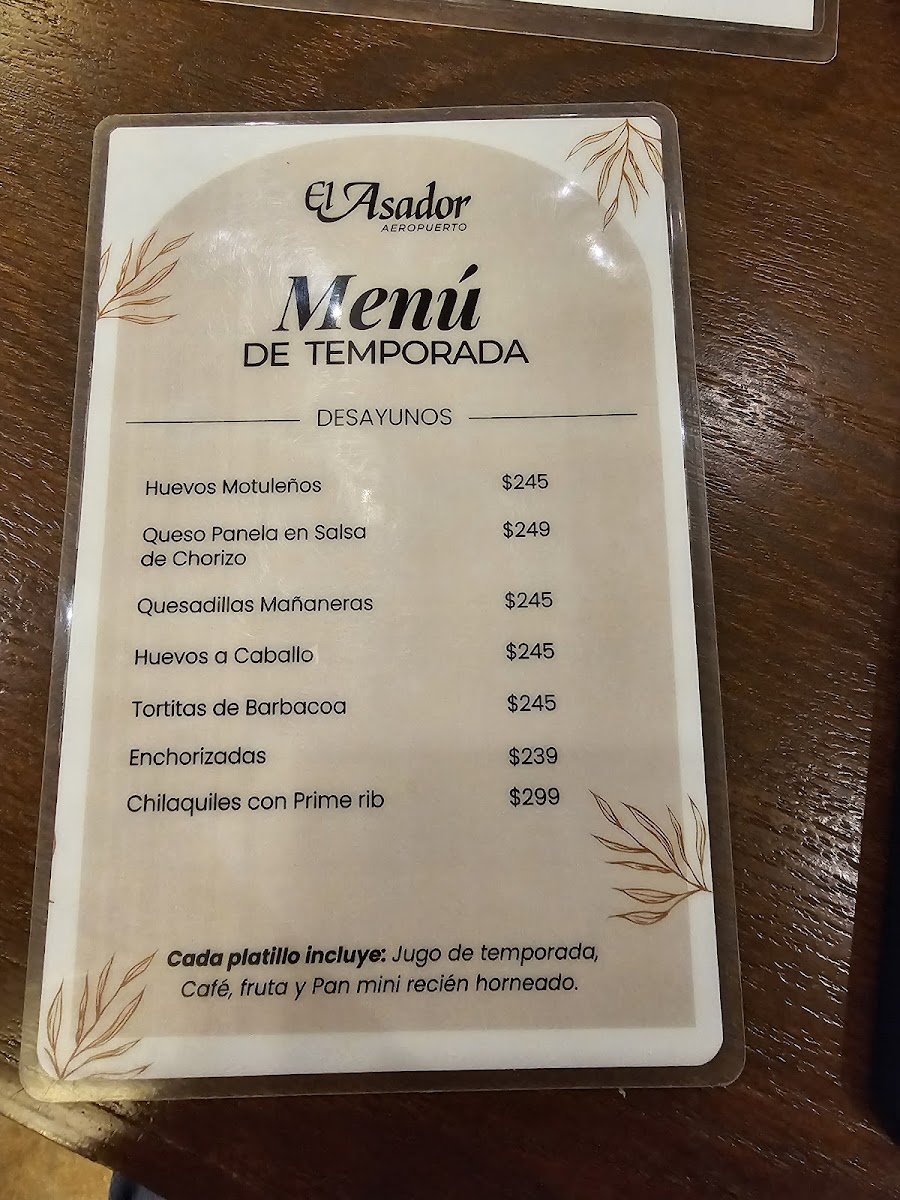 El Asador
AEROPUERTO
Menú
DE TEMPORADA
DESAYUNOS
Huevos Motuleños $245
Queso Panela en Salsa $249
de Chorizo
Quesadillas Mañaneras $245
Huevos a Caballo $245
Tortitas de Barbacoa $245
Enchorizadas $239
Chilaquiles con Prime rib $299
Cada platillo incluye: Jugo de temporada,
Café, fruta y Pan mini recién horneado.